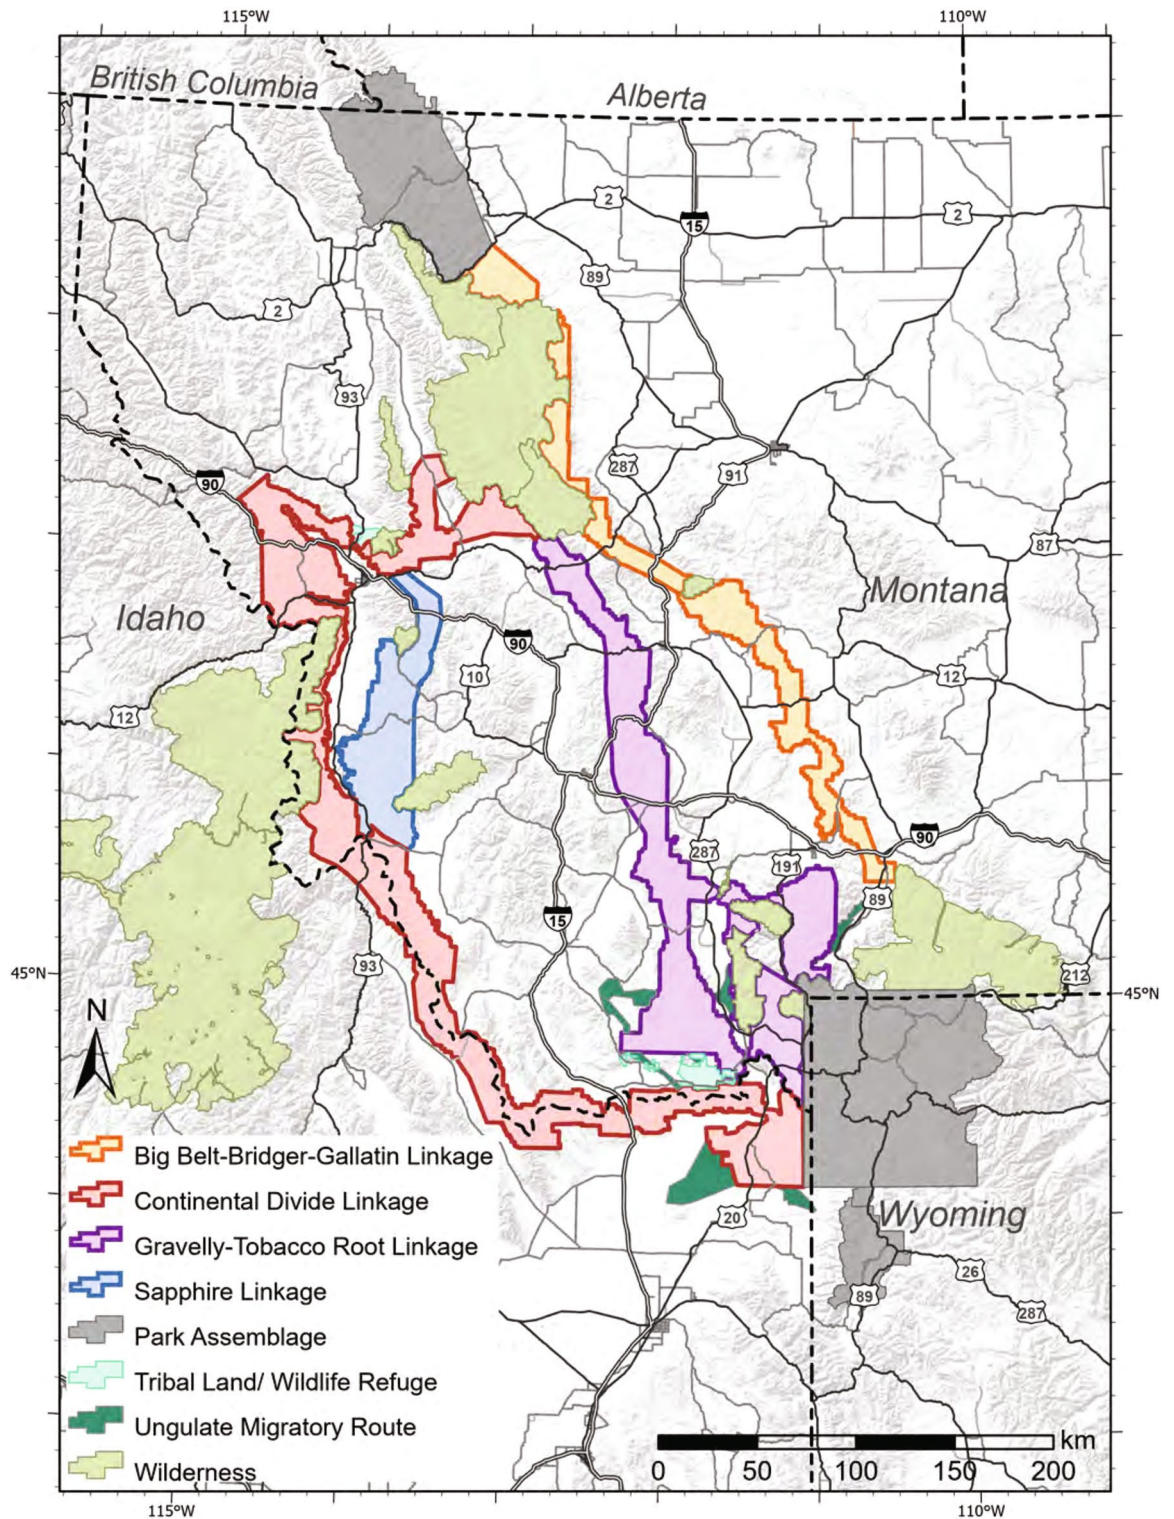 115°W 110°W
British Columbia Alberta
2
15
2
89
2
93
287
91
90
87
Montana
Idaho
90
10
12
12
90
287
191
89
15
93
45°N 212 45°N
N
Big Belt-Bridger-Gallatin Linkage
Continental Divide Linkage
Gravelly-Tobacco Root Linkage
Sapphire Linkage
Park Assemblage
Tribal Land/ Wildlife Refuge
Ungulate Migratory Route
Wilderness
20
Wyoming
26
89
287
km
0 50 100 150 200
115°W 110°W